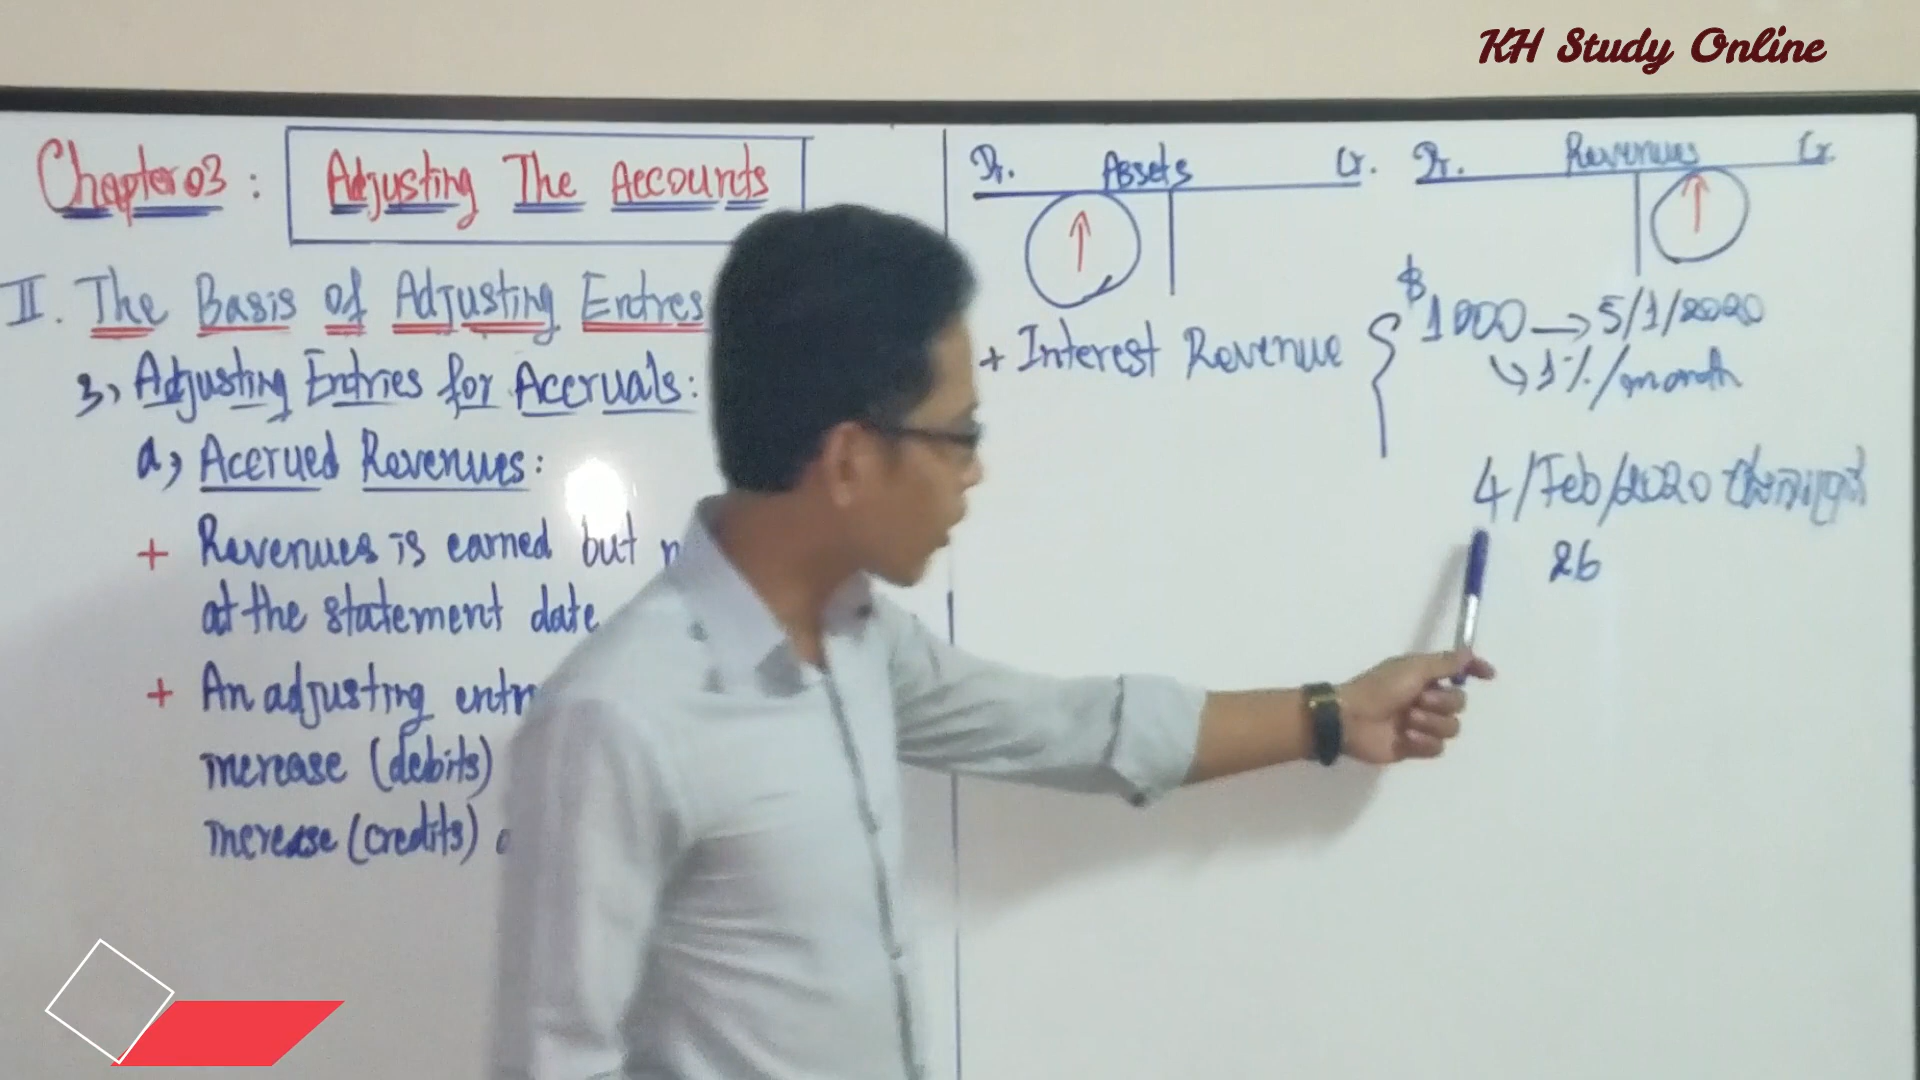 KH Study Online
Chapter 03 : Adjusting The Accounts
II. The Basis of Adjusting Entres
3, Adjusting Entries for Accruals:
a, Accrued Revenues:
+ Revenues is earned but
at the statement date
+ An adjusting entr
increase (debits)
increase (credits)
Dr. Assets Cr.
Dr. Revenues Cr.
+ Interest Revenue { $1000 → 5/1/2020
↳ 1%/month
4/Feb/2020
26